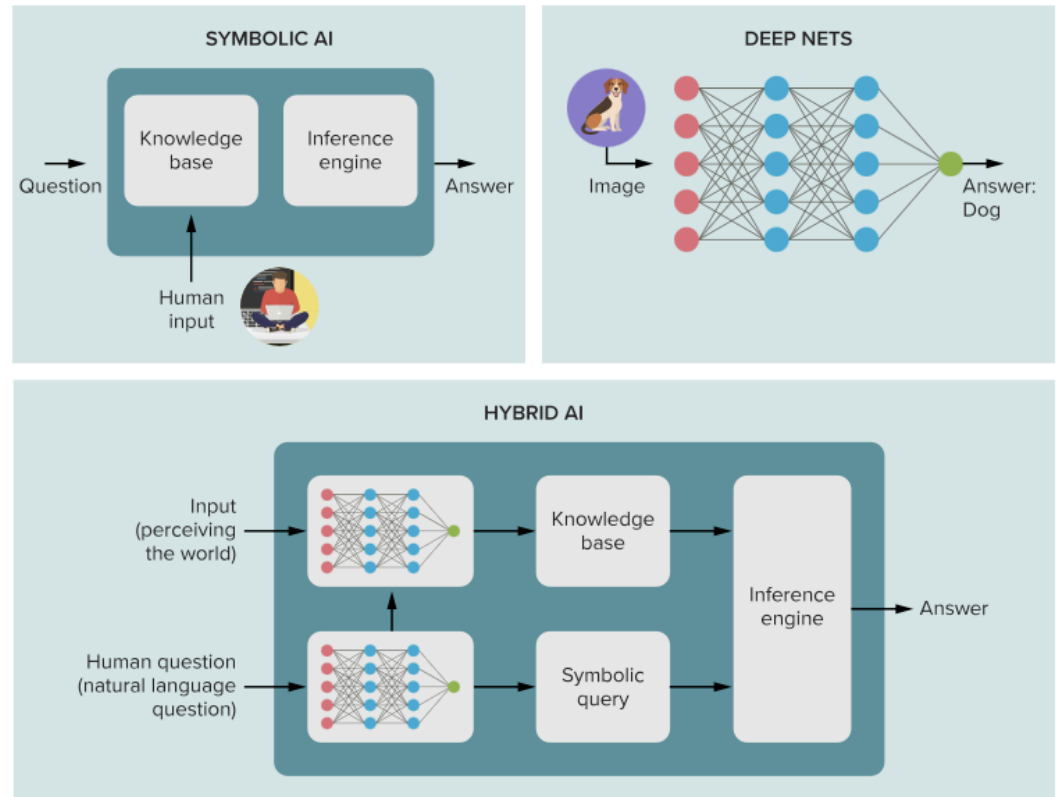 SYMBOLIC AI
Knowledge
base
Inference
engine
Question
Answer
Human
input
DEEP NETS
Image
Answer:
Dog
HYBRID AI
Input
(perceiving
the world)
Knowledge
base
Inference
engine
Answer
Human question
(natural language
question)
Symbolic
query